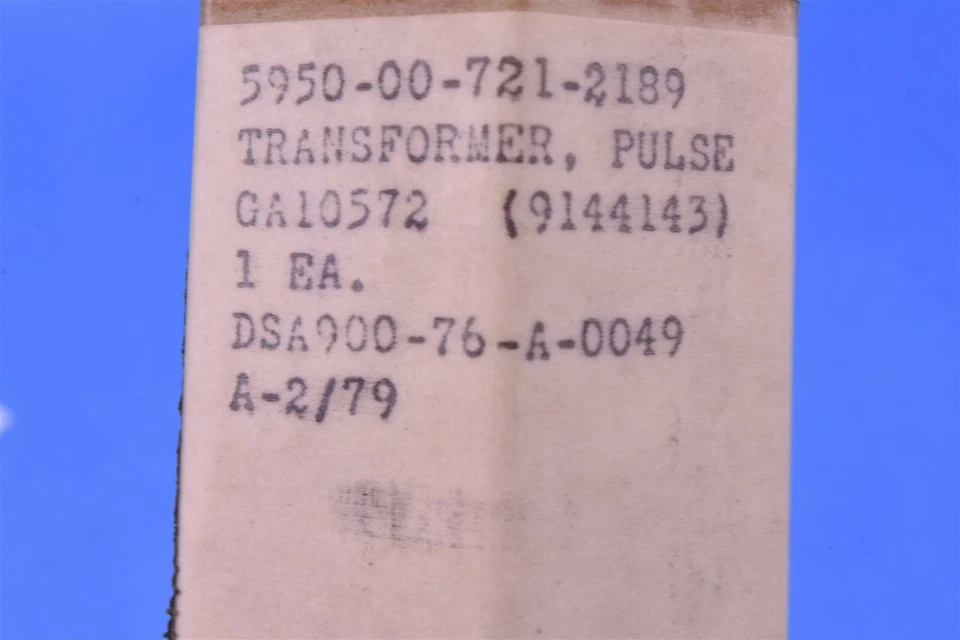 5950-00-721-2189
TRANSFORMER, PULSE
GA10572 (9144143)
1 EA.
DSA900-76-A-0049
A-2/79